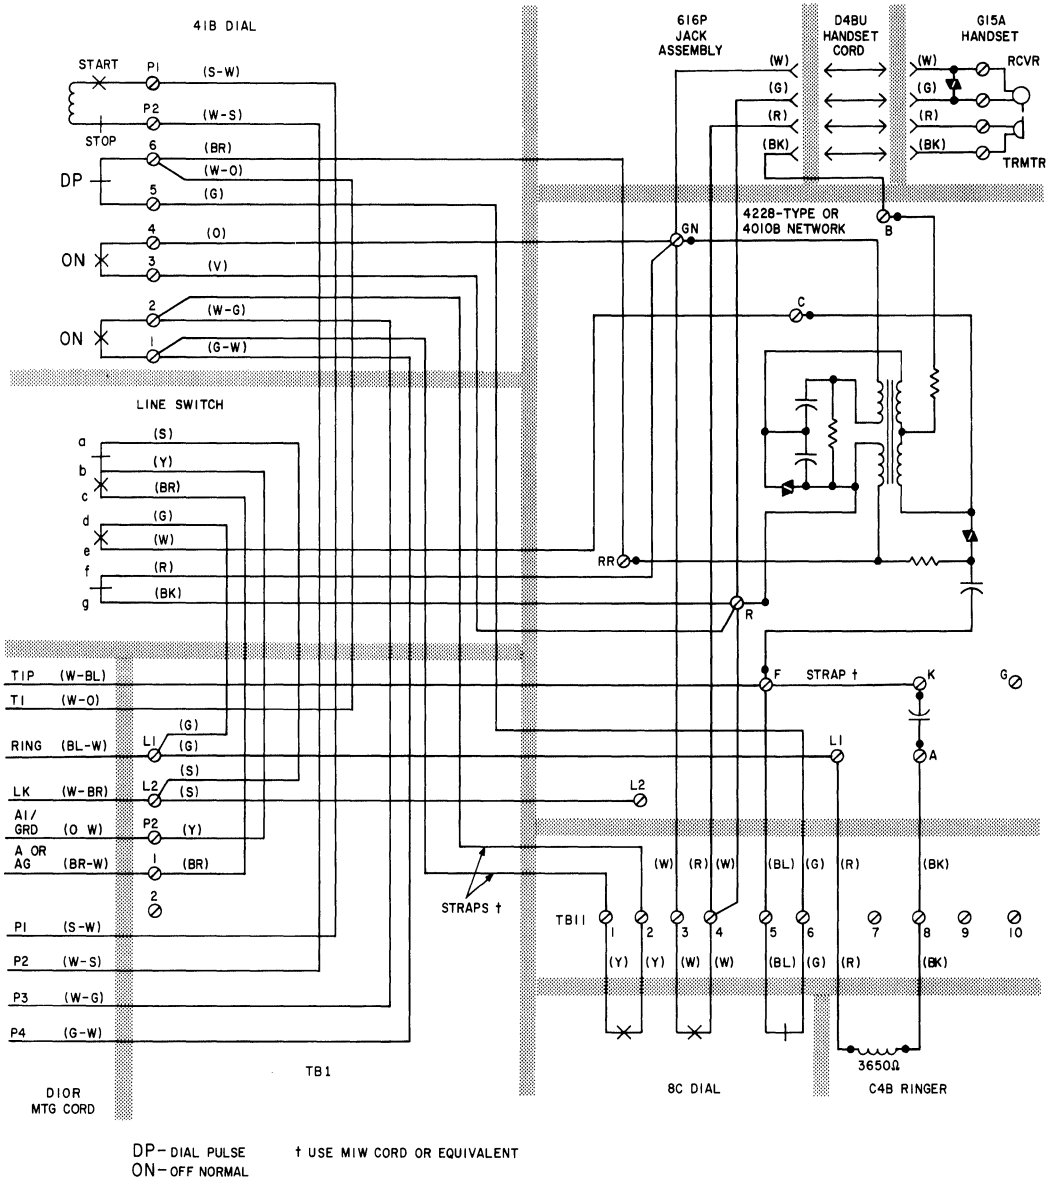 41B DIAL
616P
JACK
ASSEMBLY
D4BU
HANDSET
CORD
G15A
HANDSET
START
P1
(S-W)
(W)
(W)
RCVR
P2
(W-S)
(G)
(G)
STOP
(R)
(R)
6
(BR)
(BK)
(BK)
TRMTR
DP
(W-O)
5
(G)
4
(O)
GN
422B-TYPE OR
4010B NETWORK
B
ON
3
(V)
2
(W-G)
C
ON
1
(G-W)
LINE SWITCH
a
(S)
b
(Y)
c
(BR)
d
(G)
e
(W)
f
(R)
RR
g
(BK)
R
TIP
(W-BL)
F
STRAP †
K
G
T1
(W-O)
(G)
RING
(BL-W)
L1
(G)
L1
A
(S)
LK
(W-BR)
L2
(S)
L2
A1/
GRD
(O W)
P2
(Y)
A OR
AG
(BR-W)
1
(BR)
(W)
(R)
(W)
(BL)
(G)
(R)
(BK)
2
STRAPS †
TB11
1
2
3
4
5
6
7
8
9
10
P1
(S-W)
P2
(W-S)
(Y)
(Y)
(W)
(W)
(BL)
(G)
(R)
(BK)
P3
(W-G)
P4
(G-W)
3650Ω
TB1
8C DIAL
C4B RINGER
D10R
MTG CORD
DP-DIAL PULSE
† USE M1W CORD OR EQUIVALENT
ON-OFF NORMAL